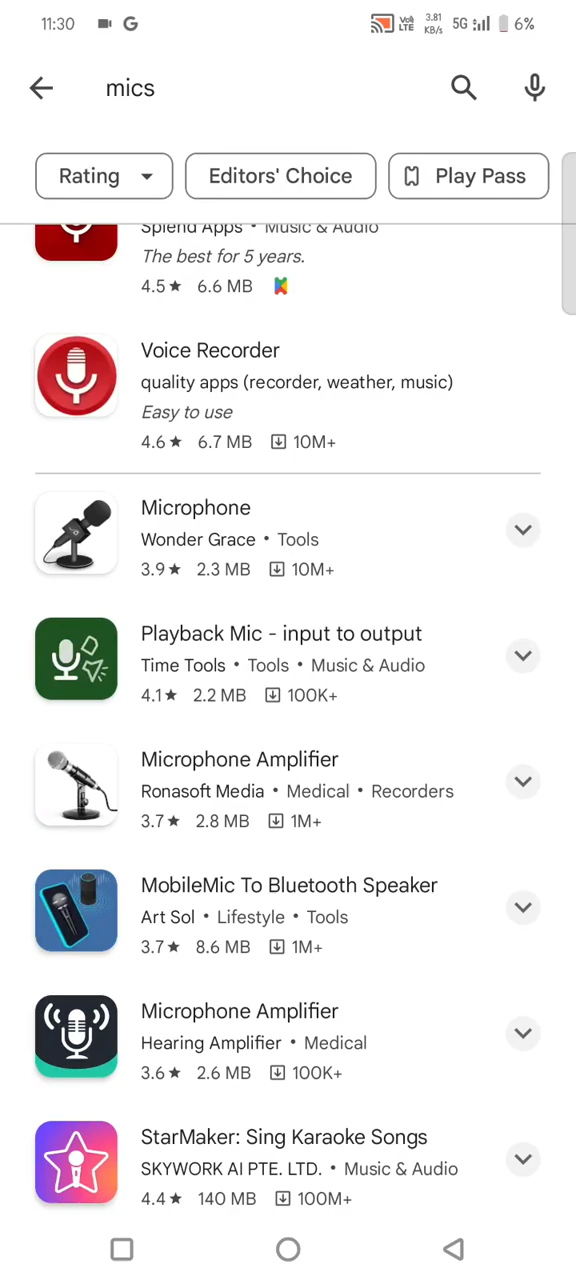 11:30 Vo) LTE 3.81 KB/s 5G 6%
mics
Rating Editors' Choice Play Pass
Splend Apps • Music & Audio
The best for 5 years.
4.5★ 6.6 MB
Voice Recorder
quality apps (recorder, weather, music)
Easy to use
4.6★ 6.7 MB 10M+
Microphone
Wonder Grace • Tools
3.9★ 2.3 MB 10M+
Playback Mic - input to output
Time Tools • Tools • Music & Audio
4.1★ 2.2 MB 100K+
Microphone Amplifier
Ronasoft Media • Medical • Recorders
3.7★ 2.8 MB 1M+
MobileMic To Bluetooth Speaker
Art Sol • Lifestyle • Tools
3.7★ 8.6 MB 1M+
Microphone Amplifier
Hearing Amplifier • Medical
3.6★ 2.6 MB 100K+
StarMaker: Sing Karaoke Songs
SKYWORK AI PTE. LTD. • Music & Audio
4.4★ 140 MB 100M+